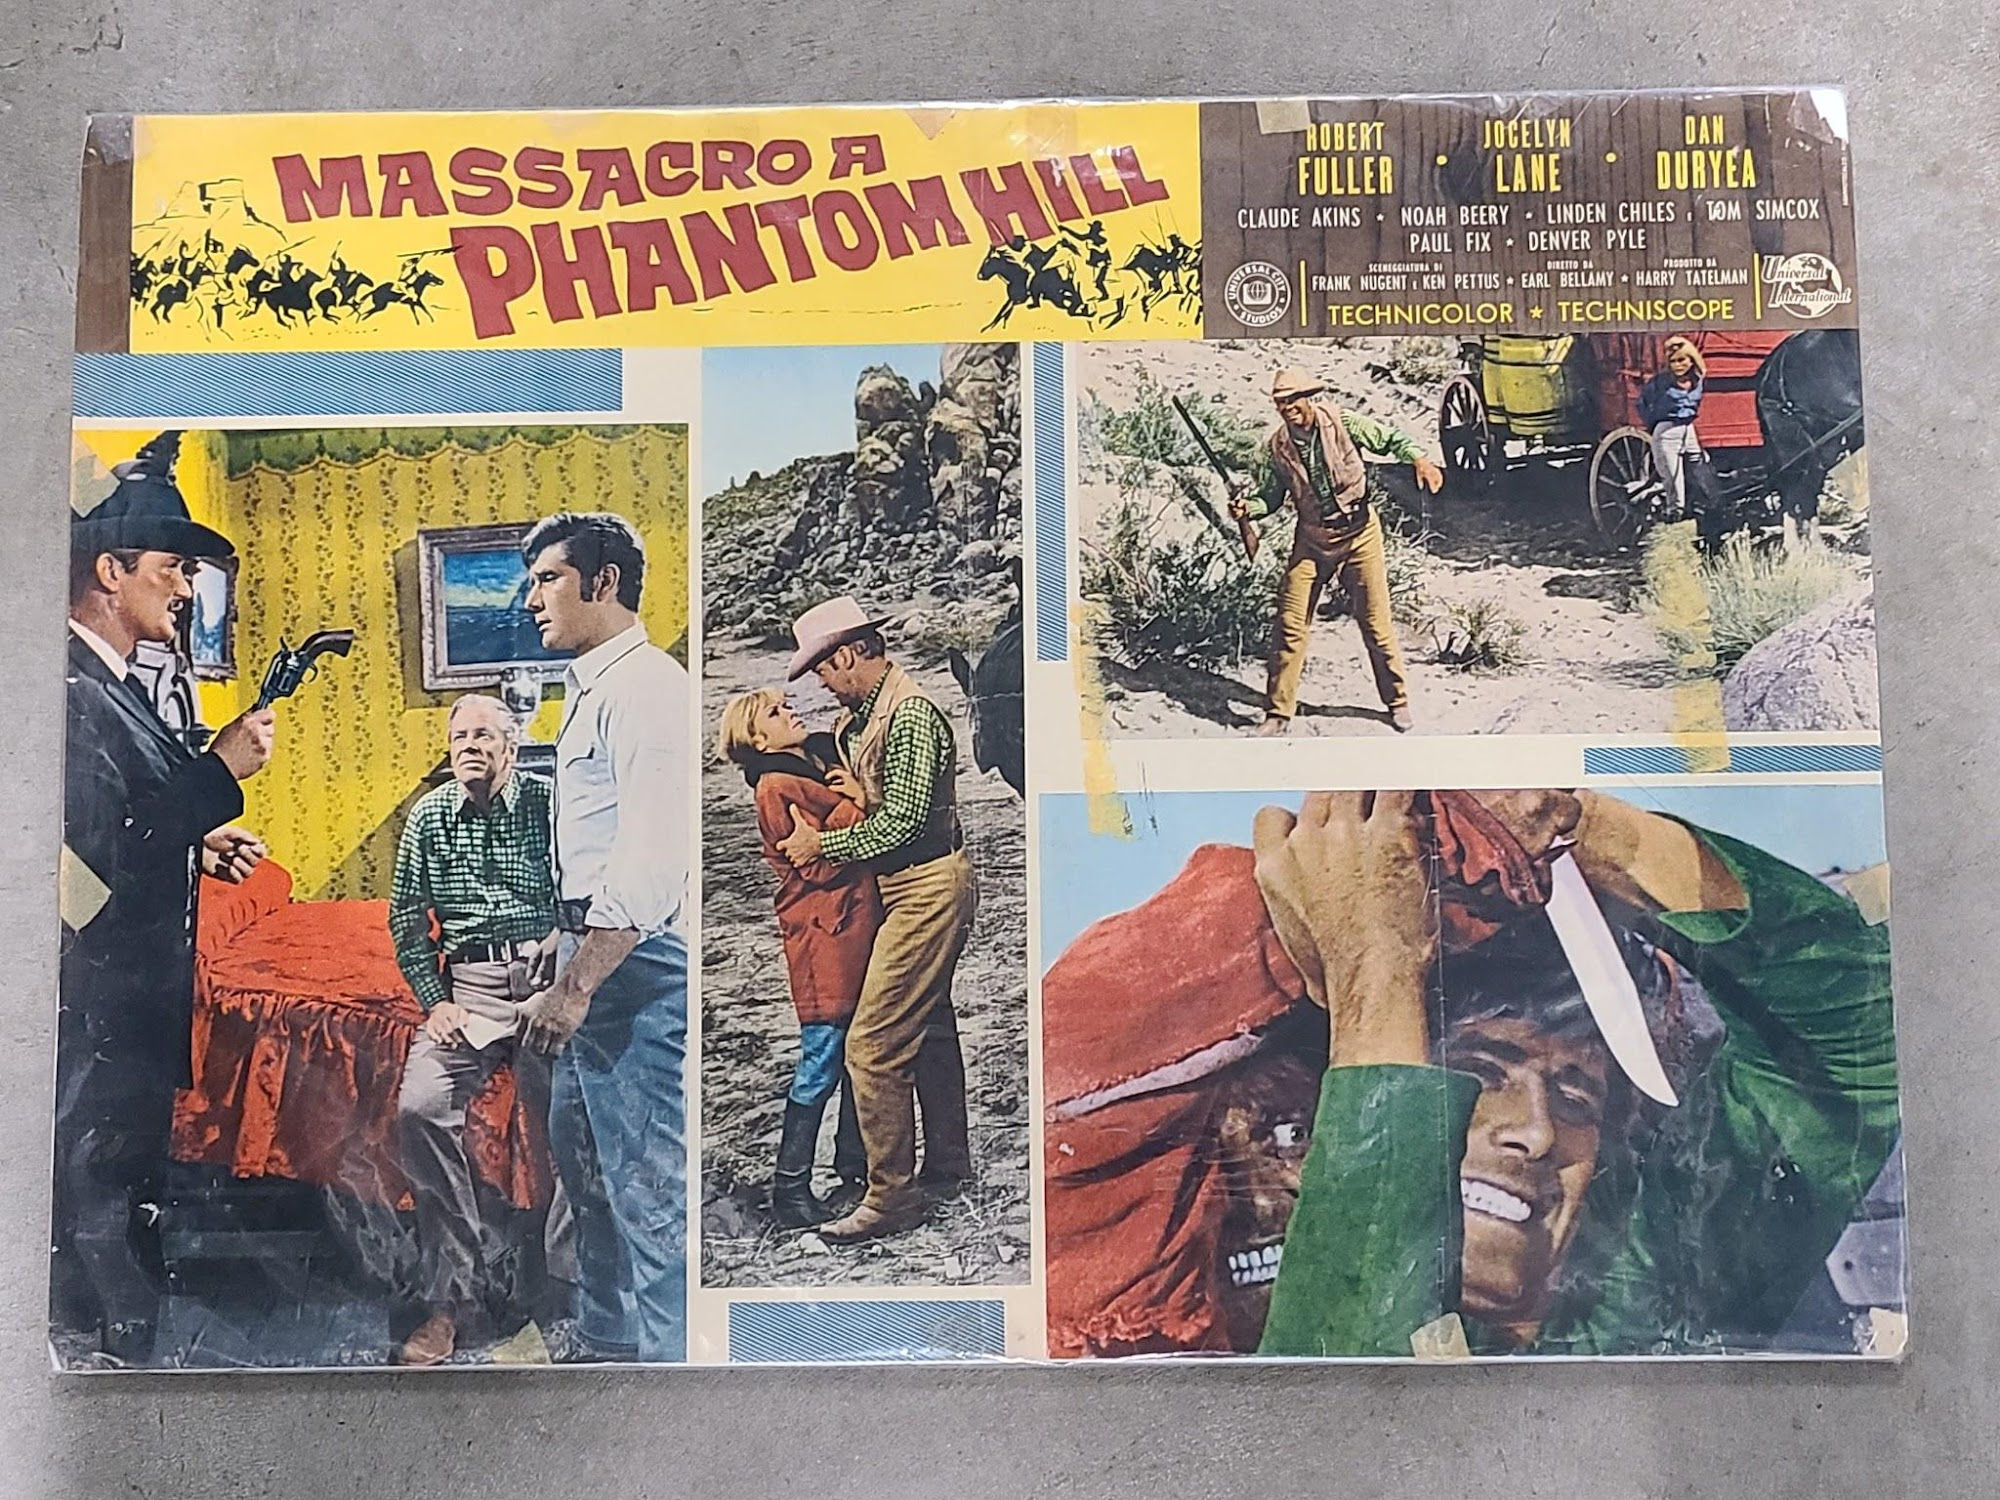 MASSACRO A
PHANTOM HILL
ROBERT FULLER • JOCELYN LANE • DAN DURYEA
CLAUDE AKINS ★ NOAH BEERY ★ LINDEN CHILES E TOM SIMCOX
PAUL FIX ★ DENVER PYLE
SCENEGGIATURA DI FRANK NUGENT E KEN PETTUS ★ DIRETTO DA EARL BELLAMY ★ PRODOTTO DA HARRY TATELMAN
TECHNICOLOR ★ TECHNISCOPE
UNIVERSAL CITY STUDIOS
Universal International